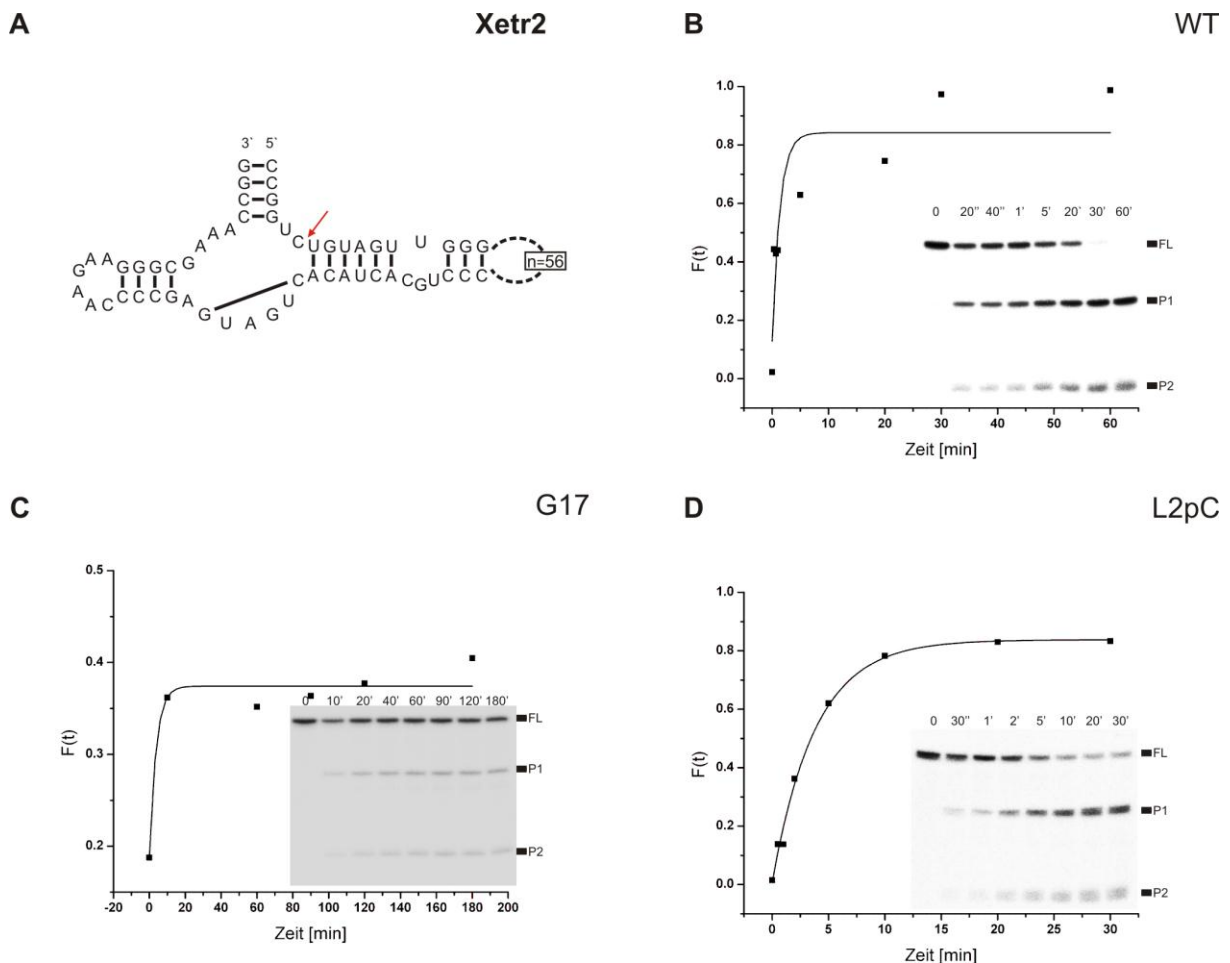 A
Xetr2
3` 5`
G C
G C
C G
C G
G A A G G G C G A A A
U C U G U A G U U G G G
n=56
A A C C C G A G U A G U C A C A U C A C G U C C C
B
WT
1.0
0.8
0.6
0.4
0.2
0.0
F(t)
0 10 20 30 40 50 60
Zeit [min]
0 20'' 40'' 1' 5' 20' 30' 60'
FL
P1
P2
C
G17
0.5
0.4
0.3
0.2
F(t)
-20 0 20 40 60 80 100 120 140 160 180 200
Zeit [min]
0 10' 20' 40' 60' 90' 120' 180'
FL
P1
P2
D
L2pC
1.0
0.8
0.6
0.4
0.2
0.0
F(t)
0 5 10 15 20 25 30
Zeit [min]
0 30'' 1' 2' 5' 10' 20' 30'
FL
P1
P2